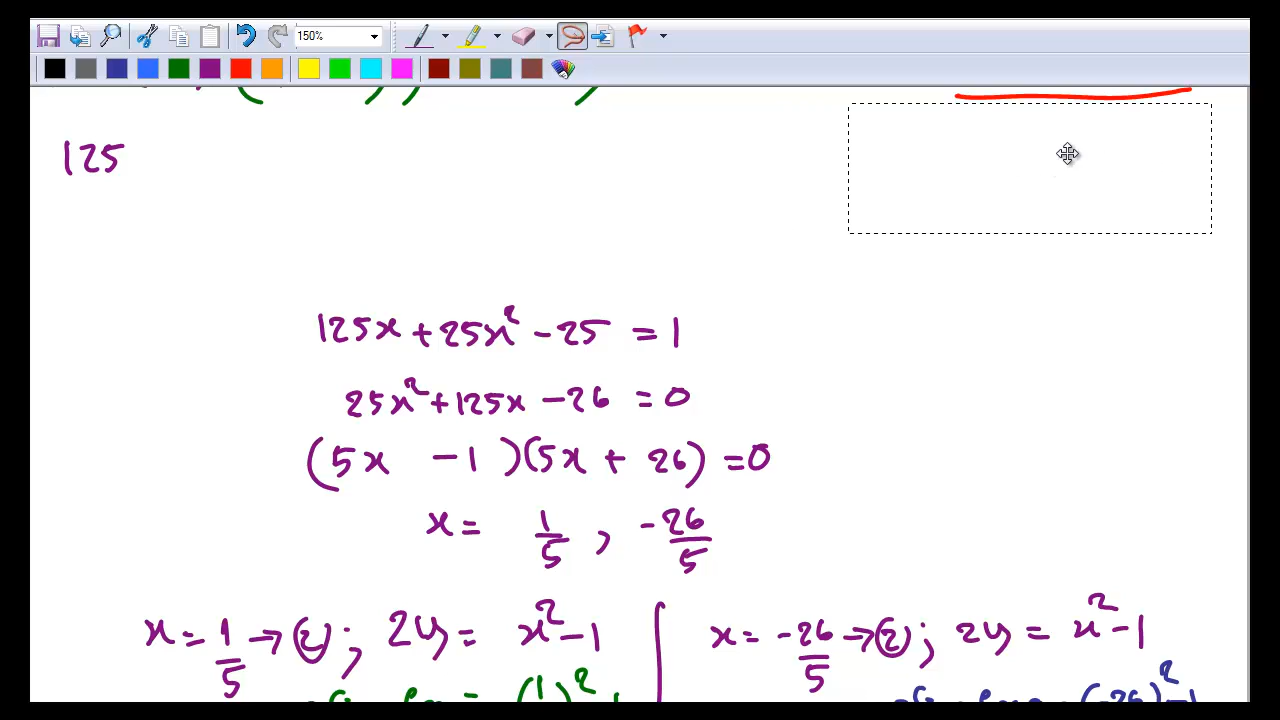 150%
125
125x + 25x² - 25 = 1
25x² + 125x - 26 = 0
(5x - 1)(5x + 26) = 0
x = 1/5 , -26/5
x = 1/5 → ②; 2y = x² - 1
x = -26/5 → ②; 2y = x² - 1